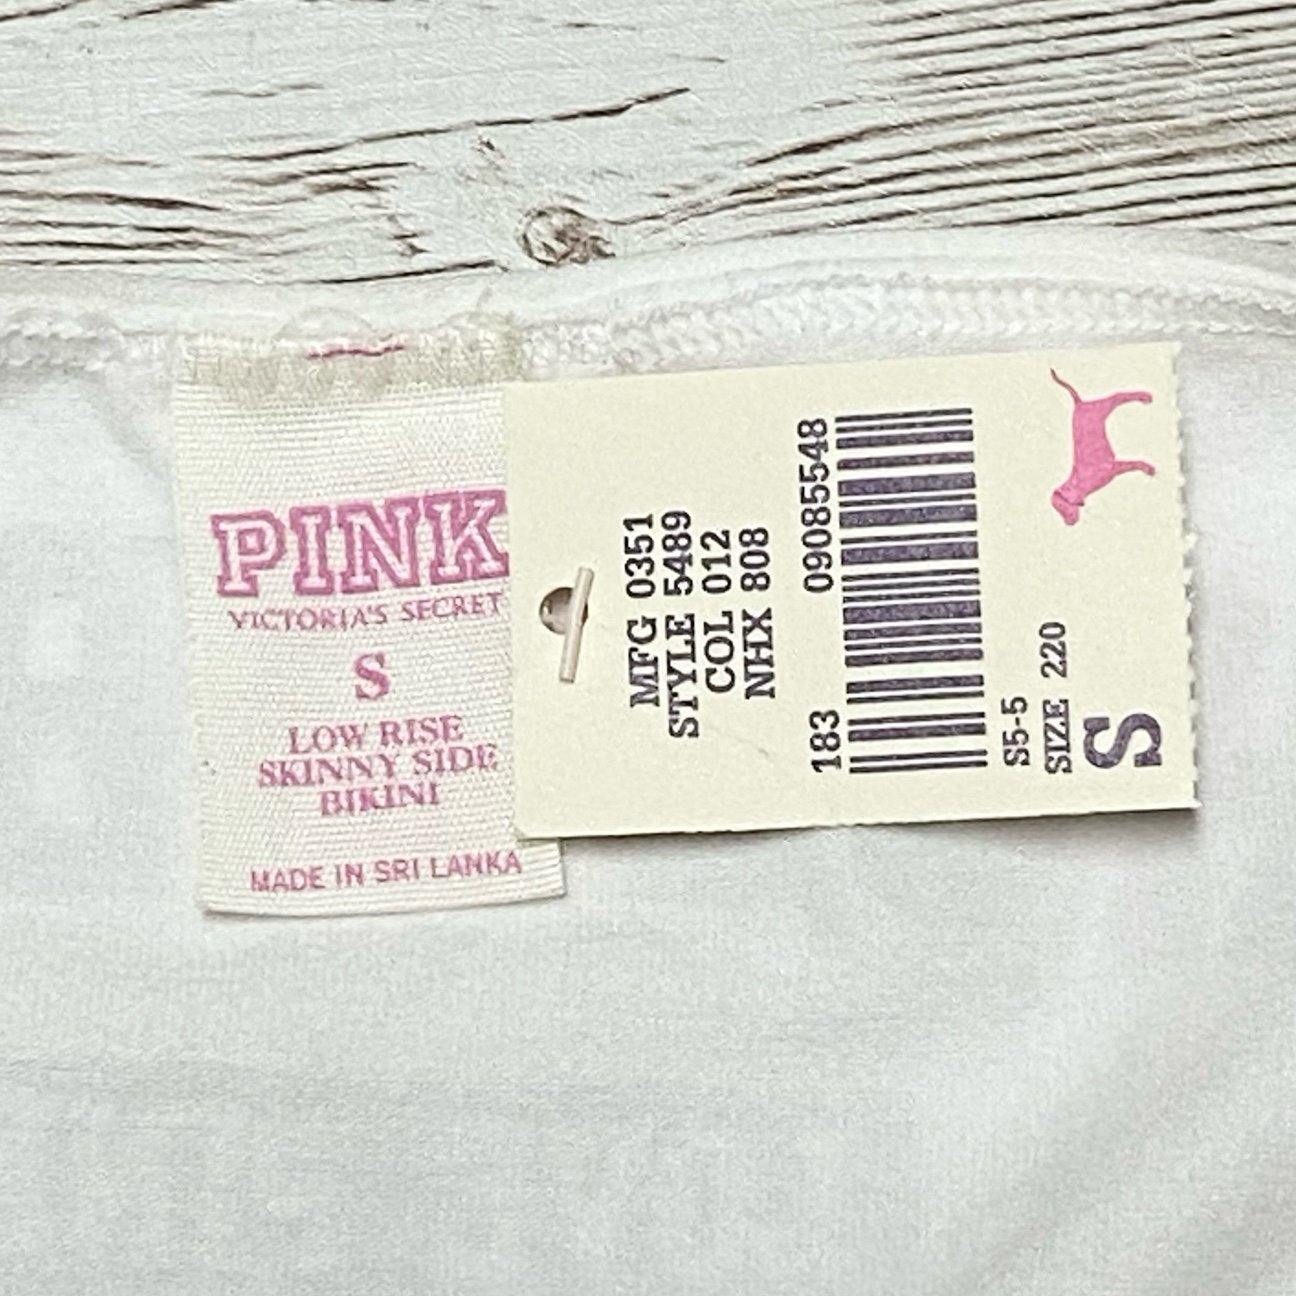 PINK
VICTORIA'S SECRET
S
LOW RISE
SKINNY SIDE
BIKINI
MADE IN SRI LANKA
MFG 0351
STYLE 5489
COL 012
NHX 808
183 09085548
S5-5
SIZE 220
S